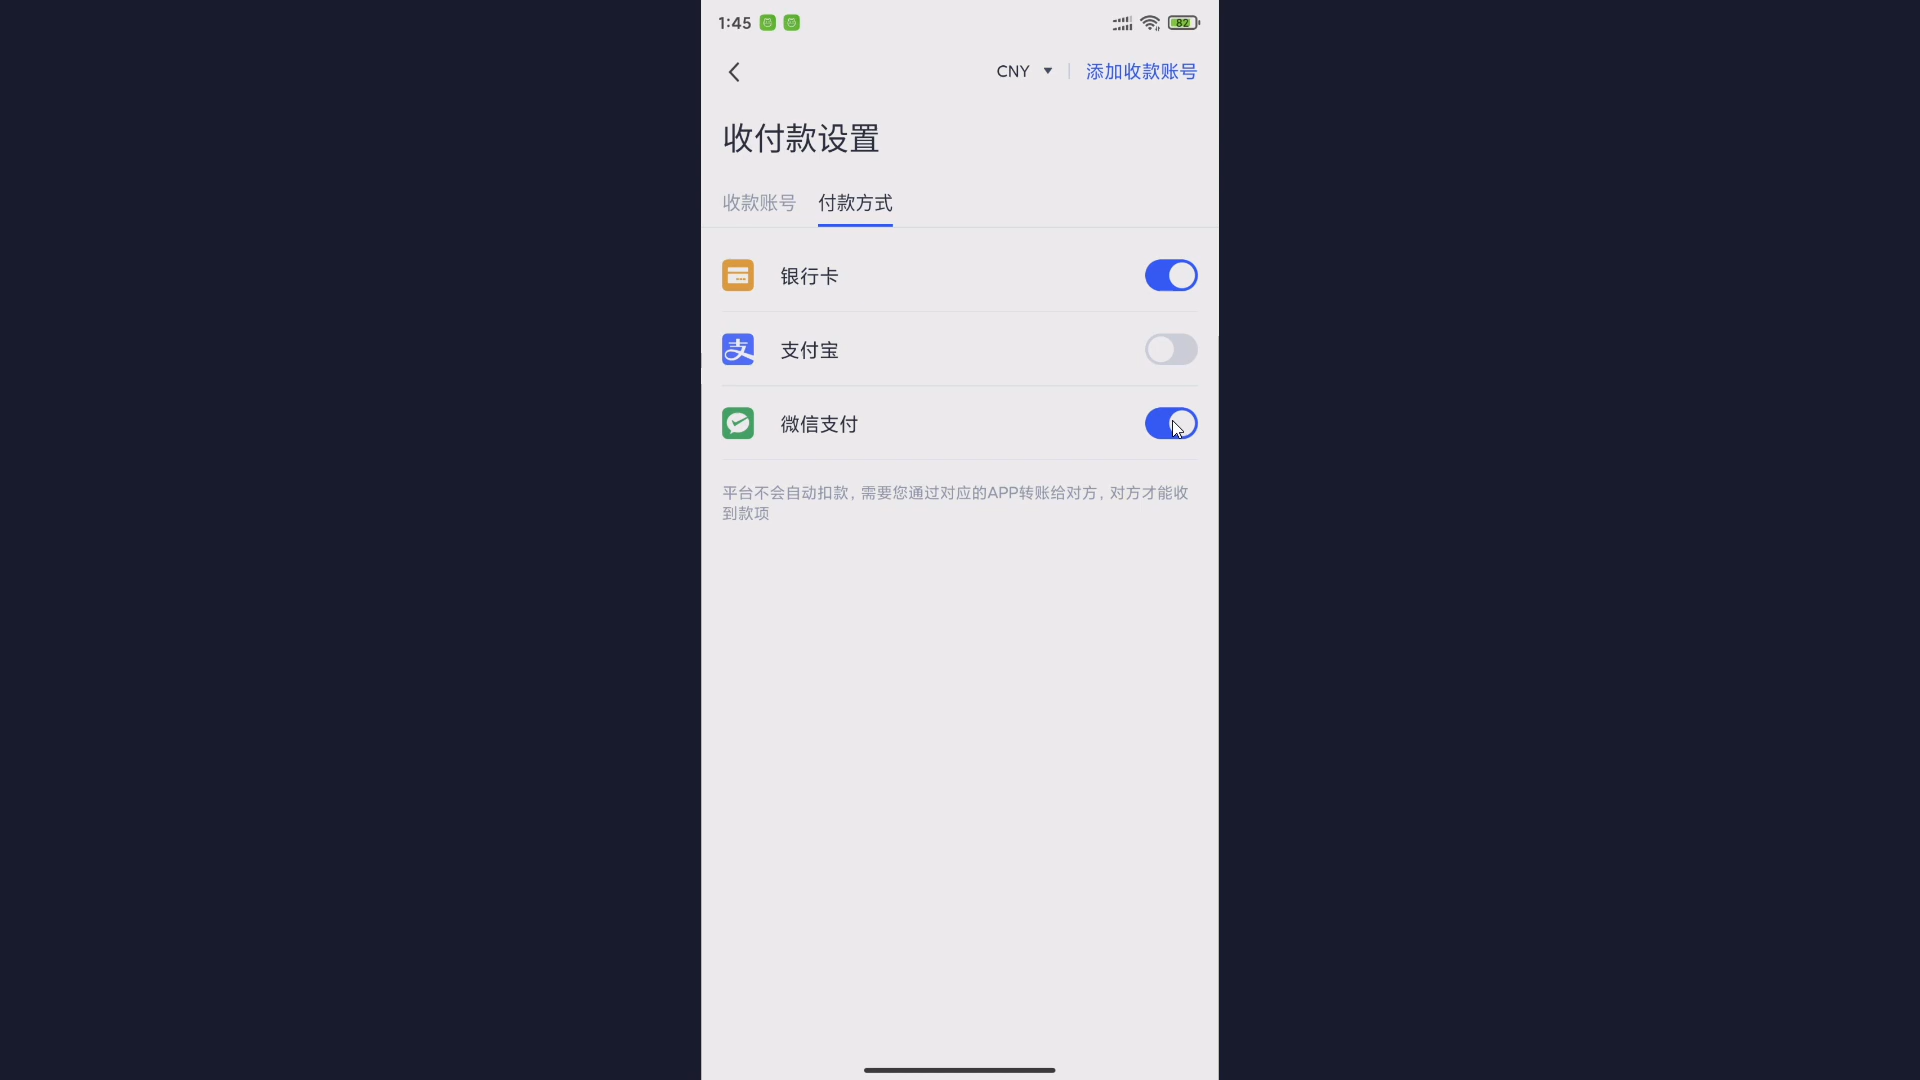 1:45
82
CNY
添加收款账号
收付款设置
收款账号 付款方式
银行卡
支付宝
微信支付
平台不会自动扣款，需要您通过对应的APP转账给对方，对方才能收
到款项